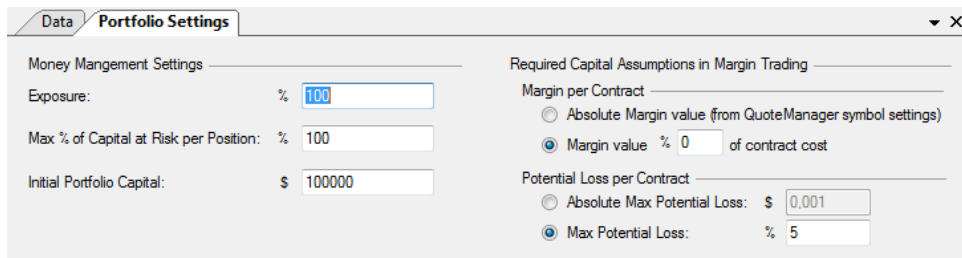 Data
Portfolio Settings
Money Mangement Settings
Exposure: % 100
Max % of Capital at Risk per Position: % 100
Initial Portfolio Capital: $ 100000
Required Capital Assumptions in Margin Trading
Margin per Contract
Absolute Margin value (from QuoteManager symbol settings)
Margin value % 0 of contract cost
Potential Loss per Contract
Absolute Max Potential Loss: $ 0,001
Max Potential Loss: % 5